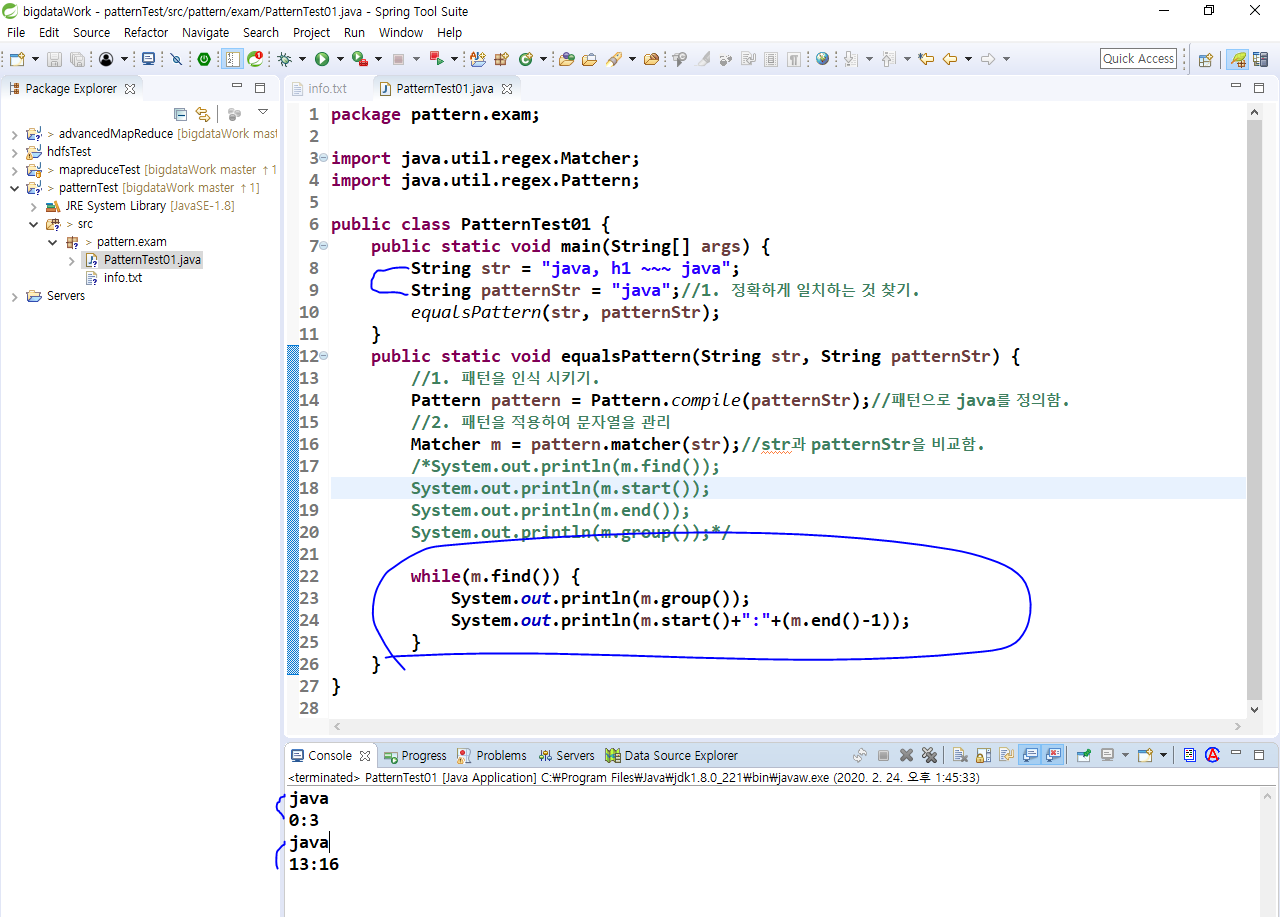 bigdataWork - patternTest/src/pattern/exam/PatternTest01.java - Spring Tool Suite
File Edit Source Refactor Navigate Search Project Run Window Help
Quick Access
Package Explorer
> advancedMapReduce [bigdataWork mast
hdfsTest
> mapreduceTest [bigdataWork master ↑1
> patternTest [bigdataWork master ↑1]
JRE System Library [JavaSE-1.8]
> src
> pattern.exam
PatternTest01.java
info.txt
Servers
info.txt PatternTest01.java
1 package pattern.exam;
2
3 import java.util.regex.Matcher;
4 import java.util.regex.Pattern;
5
6 public class PatternTest01 {
7 public static void main(String[] args) {
8 String str = "java, h1 ~~~ java";
9 String patternStr = "java";//1. 정확하게 일치하는 것 찾기.
10 equalsPattern(str, patternStr);
11 }
12 public static void equalsPattern(String str, String patternStr) {
13 //1. 패턴을 인식 시키기.
14 Pattern pattern = Pattern.compile(patternStr);//패턴으로 java를 정의함.
15 //2. 패턴을 적용하여 문자열을 관리
16 Matcher m = pattern.matcher(str);//str과 patternStr을 비교함.
17 /*System.out.println(m.find());
18 System.out.println(m.start());
19 System.out.println(m.end());
20 System.out.println(m.group());*/
21
22 while(m.find()) {
23 System.out.println(m.group());
24 System.out.println(m.start()+":"+(m.end()-1));
25 }
26 }
27 }
28
Console Progress Problems Servers Data Source Explorer
<terminated> PatternTest01 [Java Application] C:₩Program Files₩Java₩jdk1.8.0_221₩bin₩javaw.exe (2020. 2. 24. 오후 1:45:33)
java
0:3
java
13:16